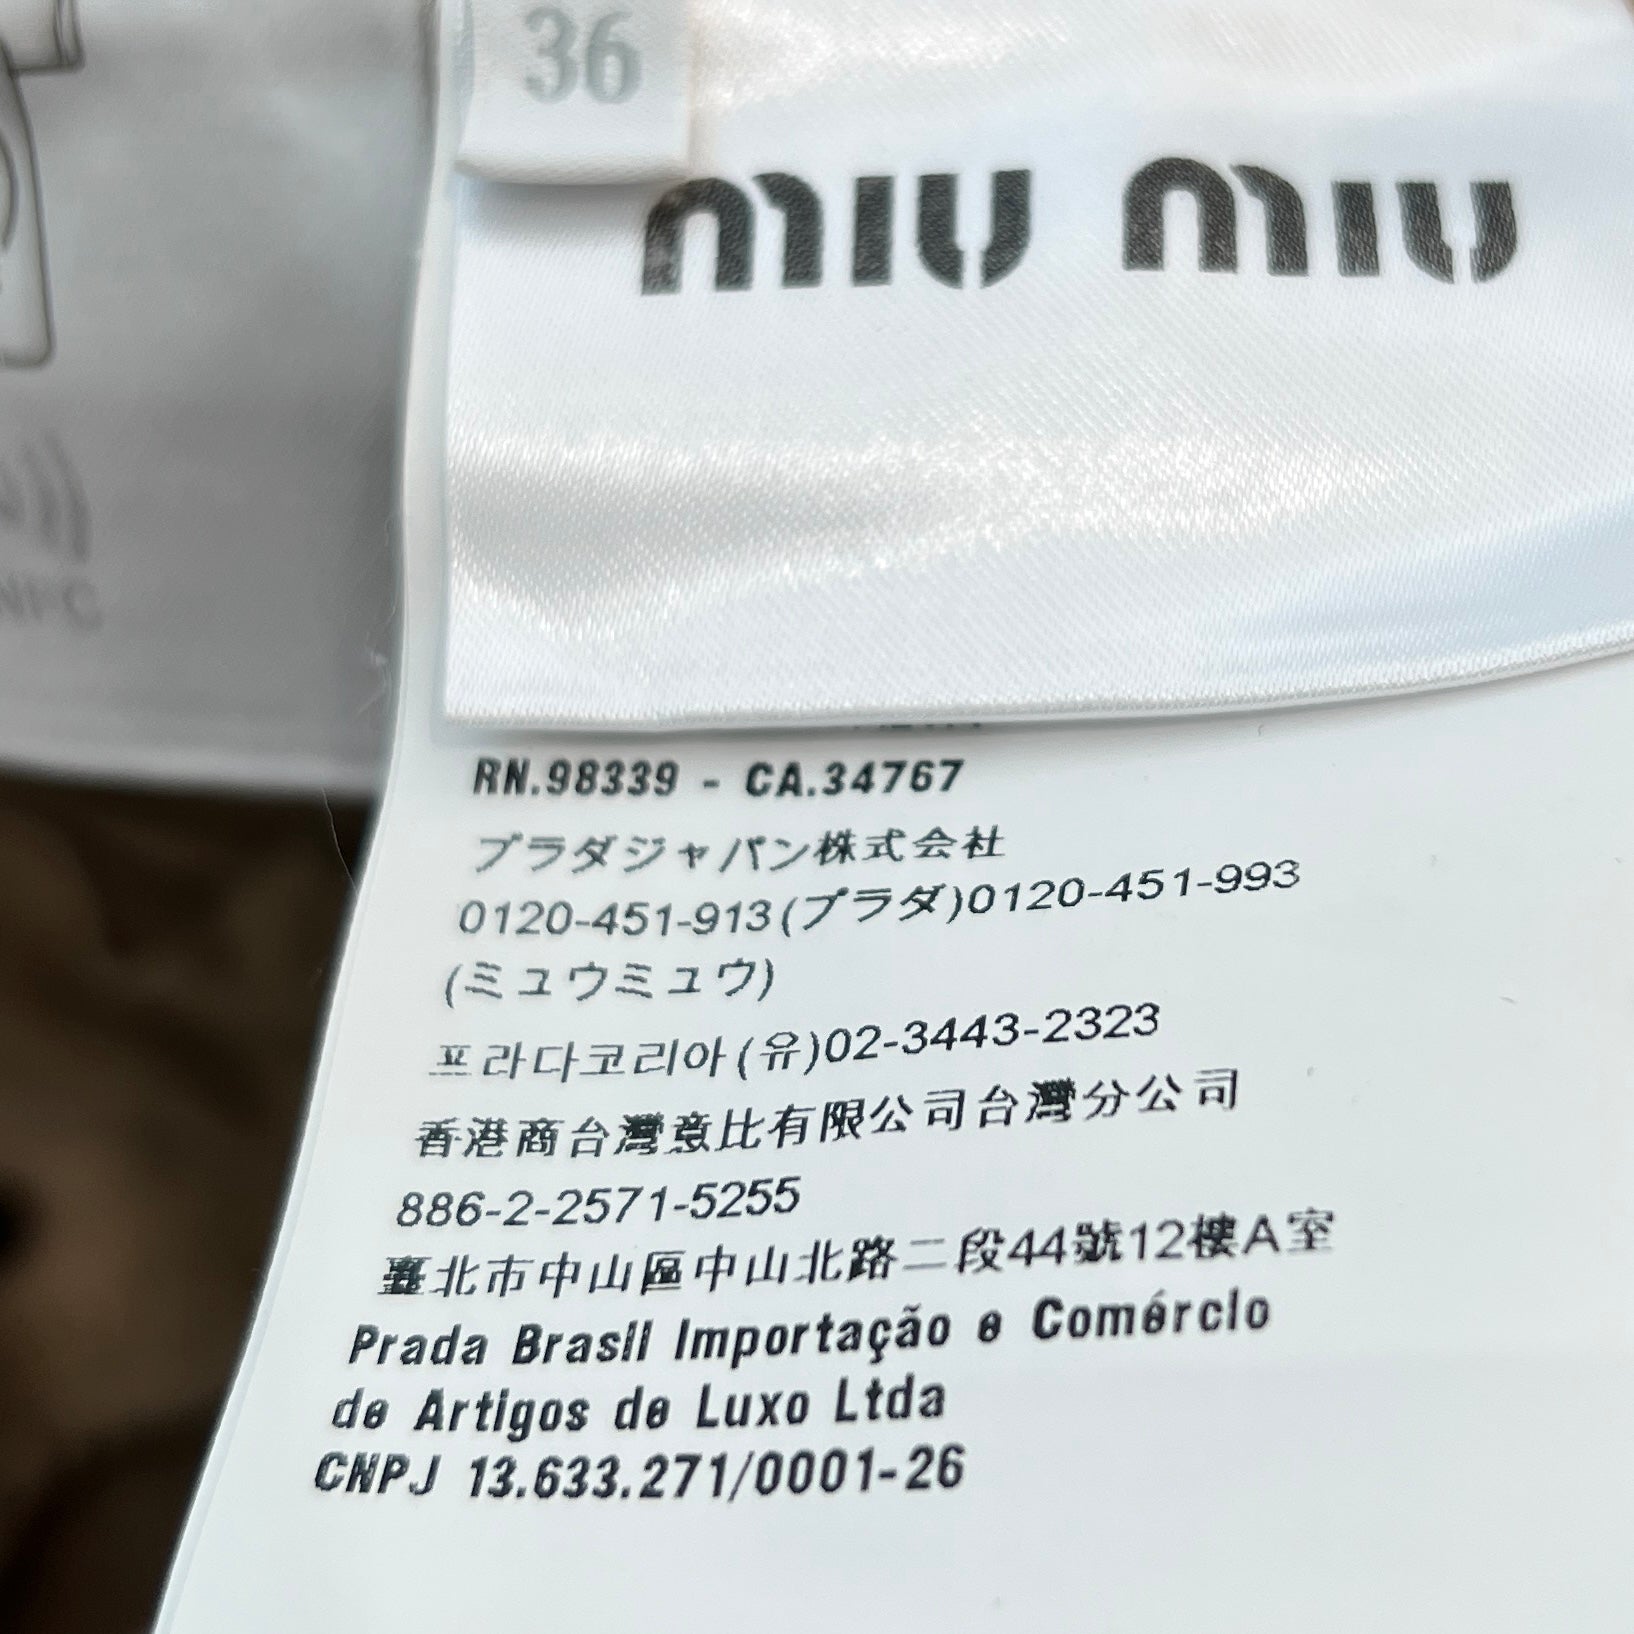 36
miu miu
RN.98339 - CA.34767
プラダジャパン株式会社
0120-451-913(プラダ)0120-451-993
(ミュウミュウ)
프라다코리아(유)02-3443-2323
香港商台灣意比有限公司台灣分公司
886-2-2571-5255
臺北市中山區中山北路二段44號12樓A室
Prada Brasil Importação e Comércio
de Artigos de Luxo Ltda
CNPJ 13.633.271/0001-26